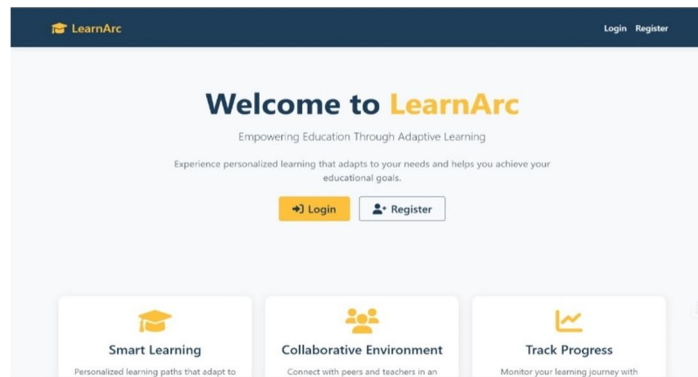 LearnArc
Login Register
Welcome to LearnArc
Empowering Education Through Adaptive Learning
Experience personalized learning that adapts to your needs and helps you achieve your
educational goals.
Login
Register
Smart Learning
Personalized learning paths that adapt to
Collaborative Environment
Connect with peers and teachers in an
Track Progress
Monitor your learning journey with